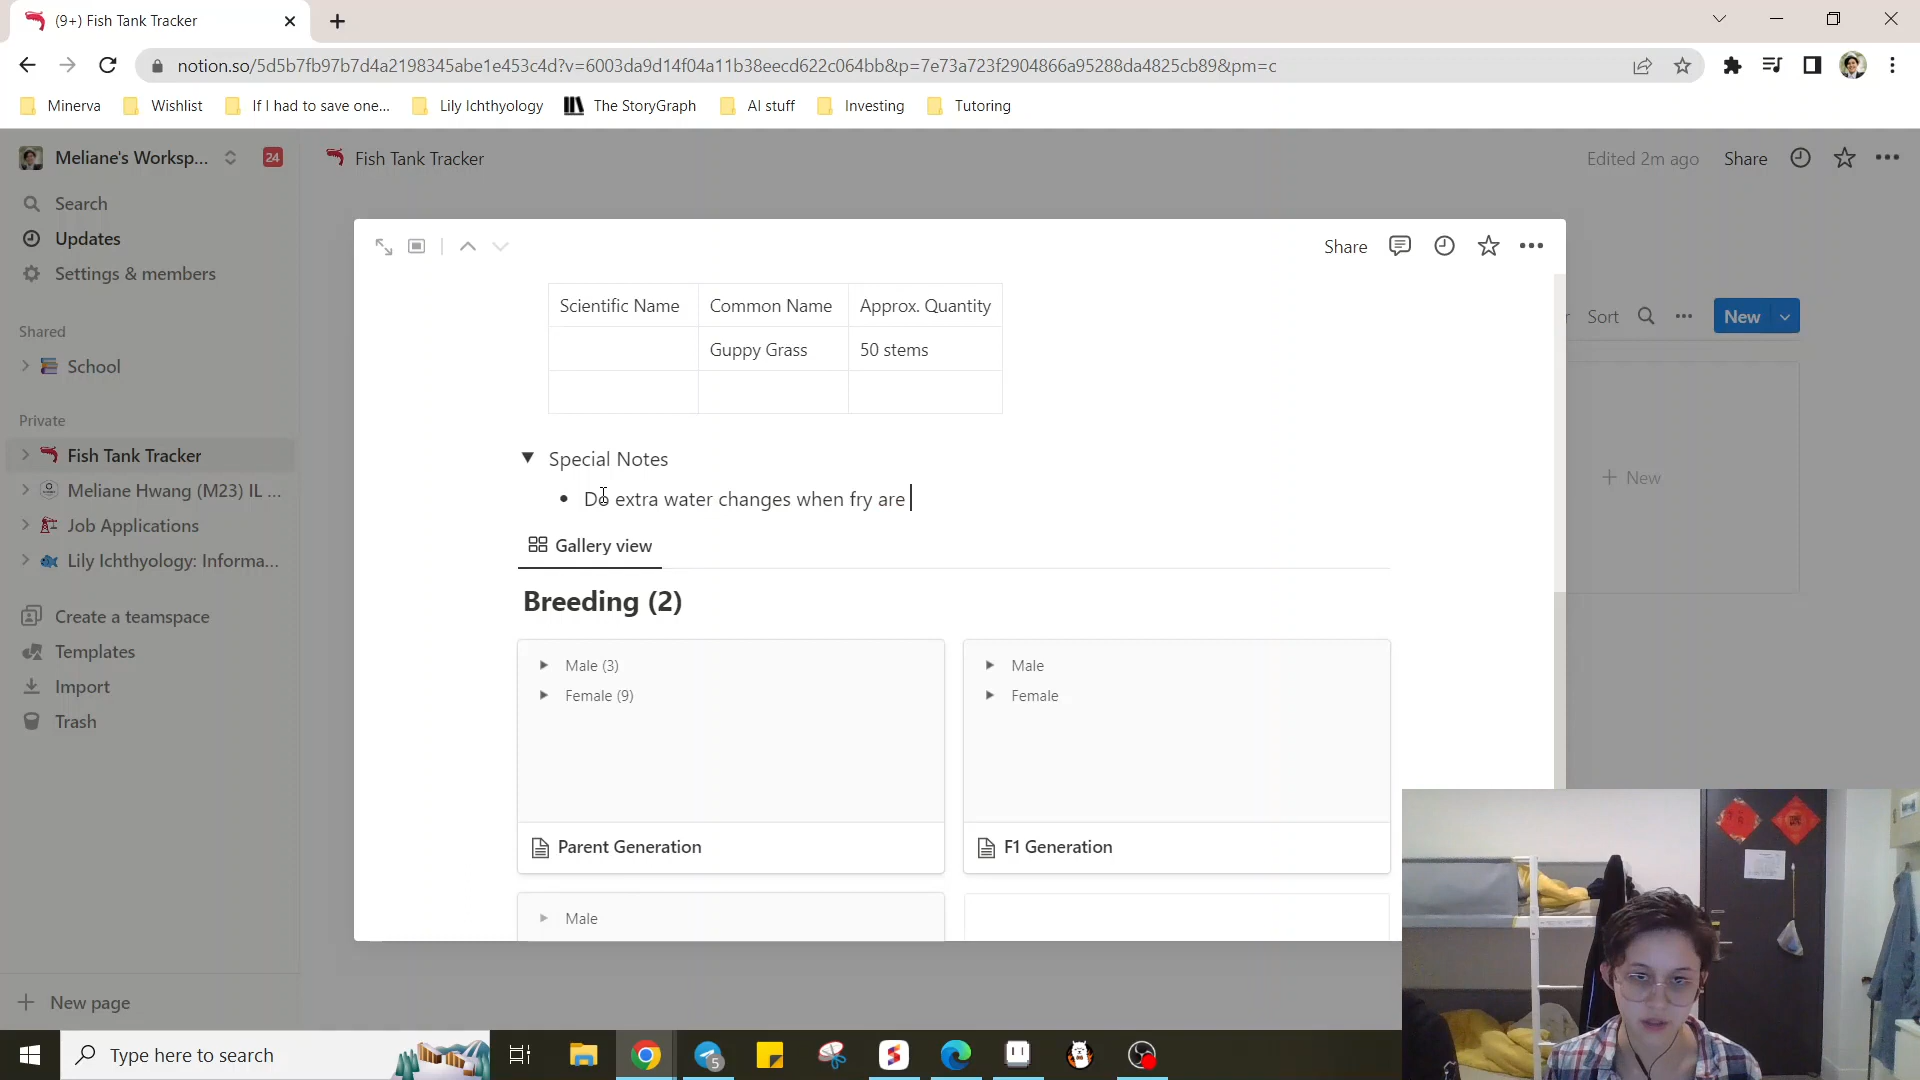 (9+) Fish Tank Tracker
notion.so/5d5b7fb97b7d4a2198345abe1e453c4d?v=6003da9d14f04a11b38eecd622c064bb&p=7e73a723f2904866a95288da4825cb89&pm=c
Minerva Wishlist If I had to save one... Lily Ichthyology The StoryGraph AI stuff Investing Tutoring
Meliane's Worksp... 24
Fish Tank Tracker
Edited 2m ago Share
Search
Updates
Settings & members
Shared
School
Private
Fish Tank Tracker
Meliane Hwang (M23) IL ...
Job Applications
Lily Ichthyology: Informa...
Create a teamspace
Templates
Import
Trash
New page
Share
Sort New
New
Scientific Name Common Name Approx. Quantity
Guppy Grass 50 stems
Special Notes
• Do extra water changes when fry are
Gallery view
Breeding (2)
Male (3)
Female (9)
Parent Generation
Male
Female
F1 Generation
Male
Type here to search
5